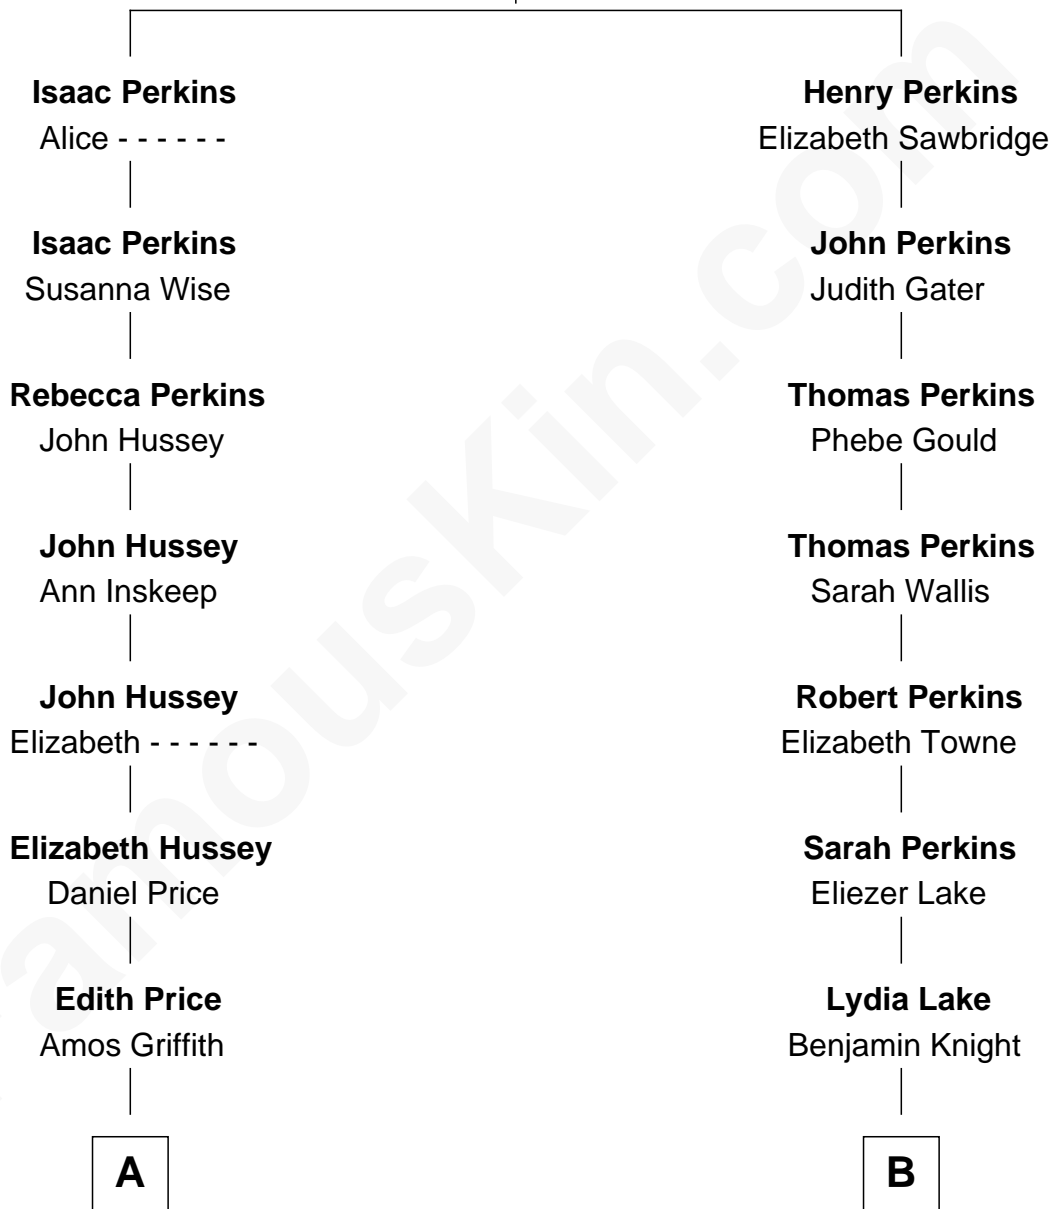 Isaac Perkins
Alice - - - - - -
Isaac Perkins
Susanna Wise
Rebecca Perkins
John Hussey
John Hussey
Ann Inskeep
John Hussey
Elizabeth - - - - - -
Elizabeth Hussey
Daniel Price
Edith Price
Amos Griffith
A
Henry Perkins
Elizabeth Sawbridge
John Perkins
Judith Gater
Thomas Perkins
Phebe Gould
Thomas Perkins
Sarah Wallis
Robert Perkins
Elizabeth Towne
Sarah Perkins
Eliezer Lake
Lydia Lake
Benjamin Knight
B
amousKin.com